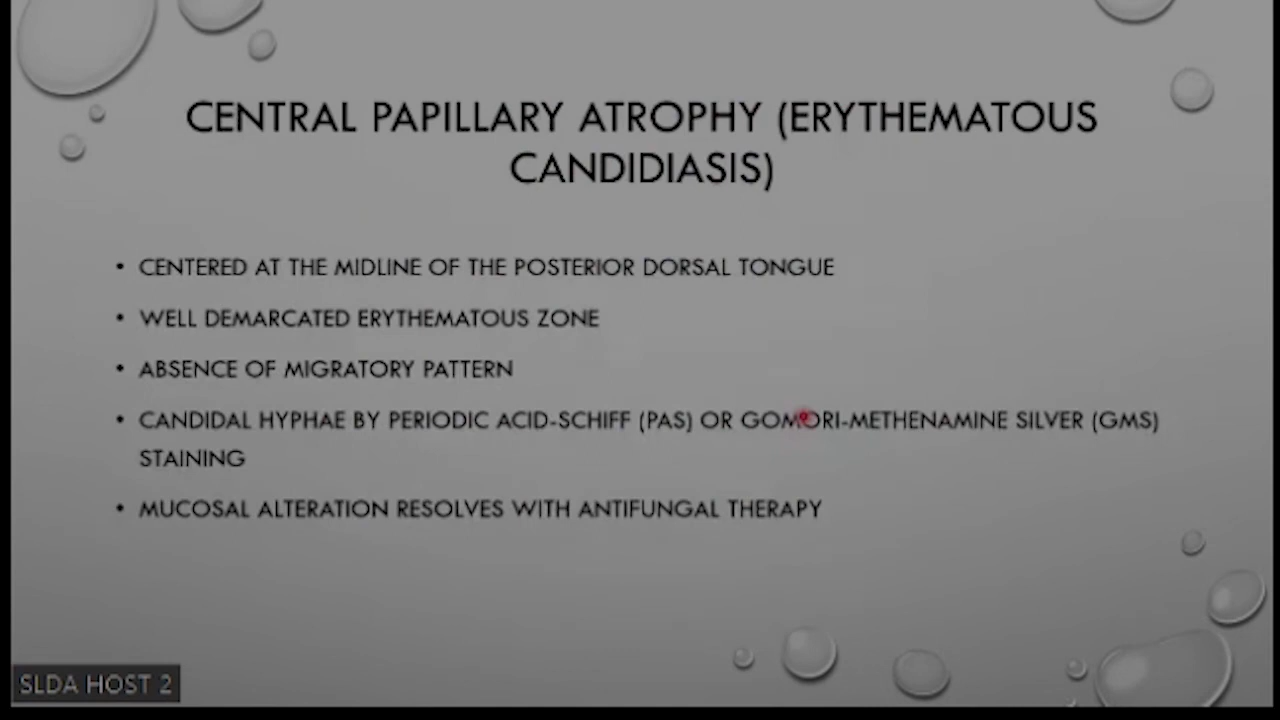 CENTRAL PAPILLARY ATROPHY (ERYTHEMATOUS
CANDIDIASIS)
• CENTERED AT THE MIDLINE OF THE POSTERIOR DORSAL TONGUE
• WELL DEMARCATED ERYTHEMATOUS ZONE
• ABSENCE OF MIGRATORY PATTERN
• CANDIDAL HYPHAE BY PERIODIC ACID-SCHIFF (PAS) OR GOMORI-METHENAMINE SILVER (GMS)
STAINING
• MUCOSAL ALTERATION RESOLVES WITH ANTIFUNGAL THERAPY
SLDA HOST 2